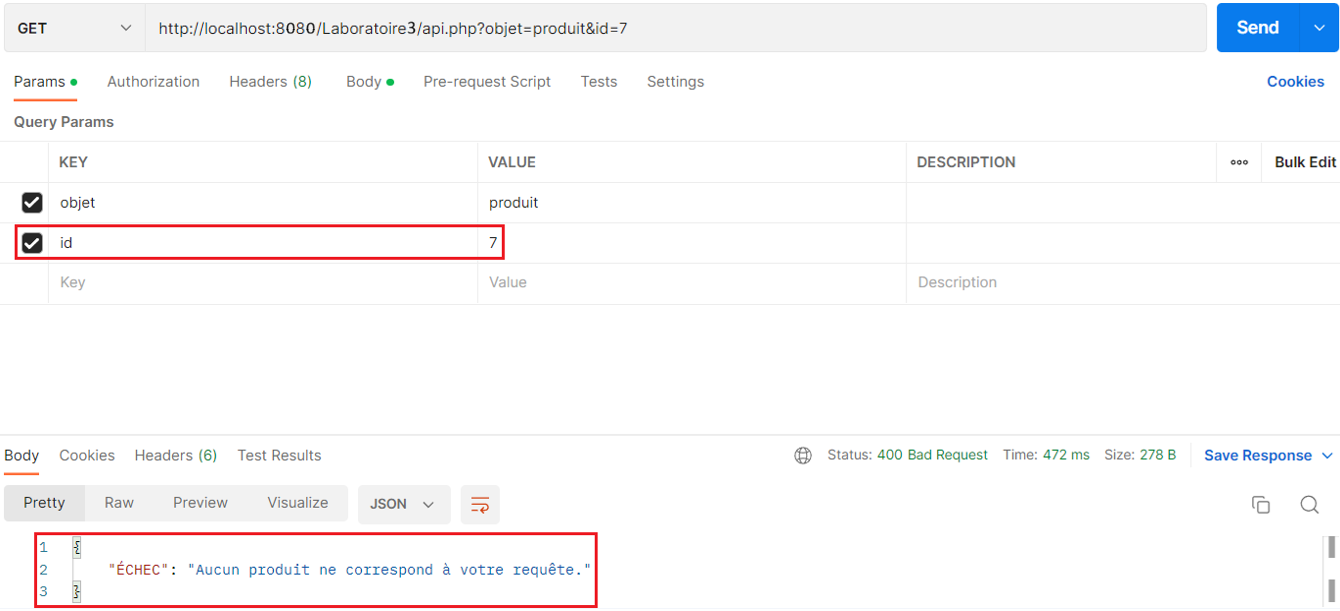 GET http://localhost:8080/Laboratoire3/api.php?objet=produit&id=7 Send
Params Authorization Headers (8) Body Pre-request Script Tests Settings Cookies
Query Params
KEY VALUE DESCRIPTION Bulk Edit
objet produit
id 7
Key Value Description
Body Cookies Headers (6) Test Results Status: 400 Bad Request Time: 472 ms Size: 278 B Save Response
Pretty Raw Preview Visualize JSON
1 {
2 "ÉCHEC": "Aucun produit ne correspond à votre requête."
3 }